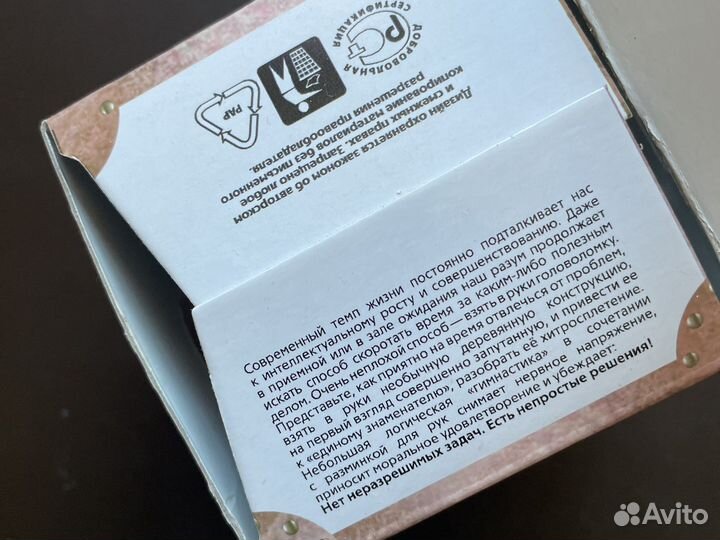 ДОБРОВОЛЬНАЯ
СЕРТИФИКАЦИЯ
РСТ
PAP
Дизайн охраняется законом об авторском
и смежных правах. Запрещено любое
копирование материалов без письменного
разрешения правообладателя.
Современный темп жизни постоянно подталкивает нас
к интеллектуальному росту и совершенствованию. Даже
в приемной или в зале ожидания наш разум продолжает
искать способ скоротать время за каким-либо полезным
делом. Очень неплохой способ — взять в руки головоломку.
Представьте, как приятно на время отвлечься от проблем,
взять в руки необычную деревянную конструкцию,
на первый взгляд совершенно запутанную, и привести ее
к «единому знаменателю», разобрать её хитросплетение.
Небольшая логическая «гимнастика» в сочетании
с разминкой для рук снимает нервное напряжение,
приносит моральное удовлетворение и убеждает:
Нет неразрешимых задач. Есть непростые решения!
Avito